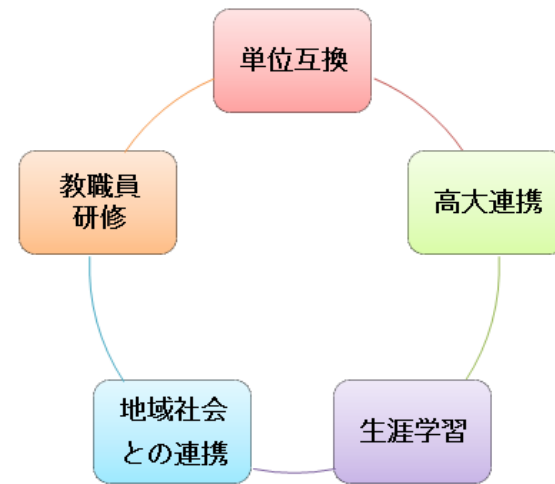 単位互換
高大連携
生涯学習
地域社会
との連携
教職員
研修